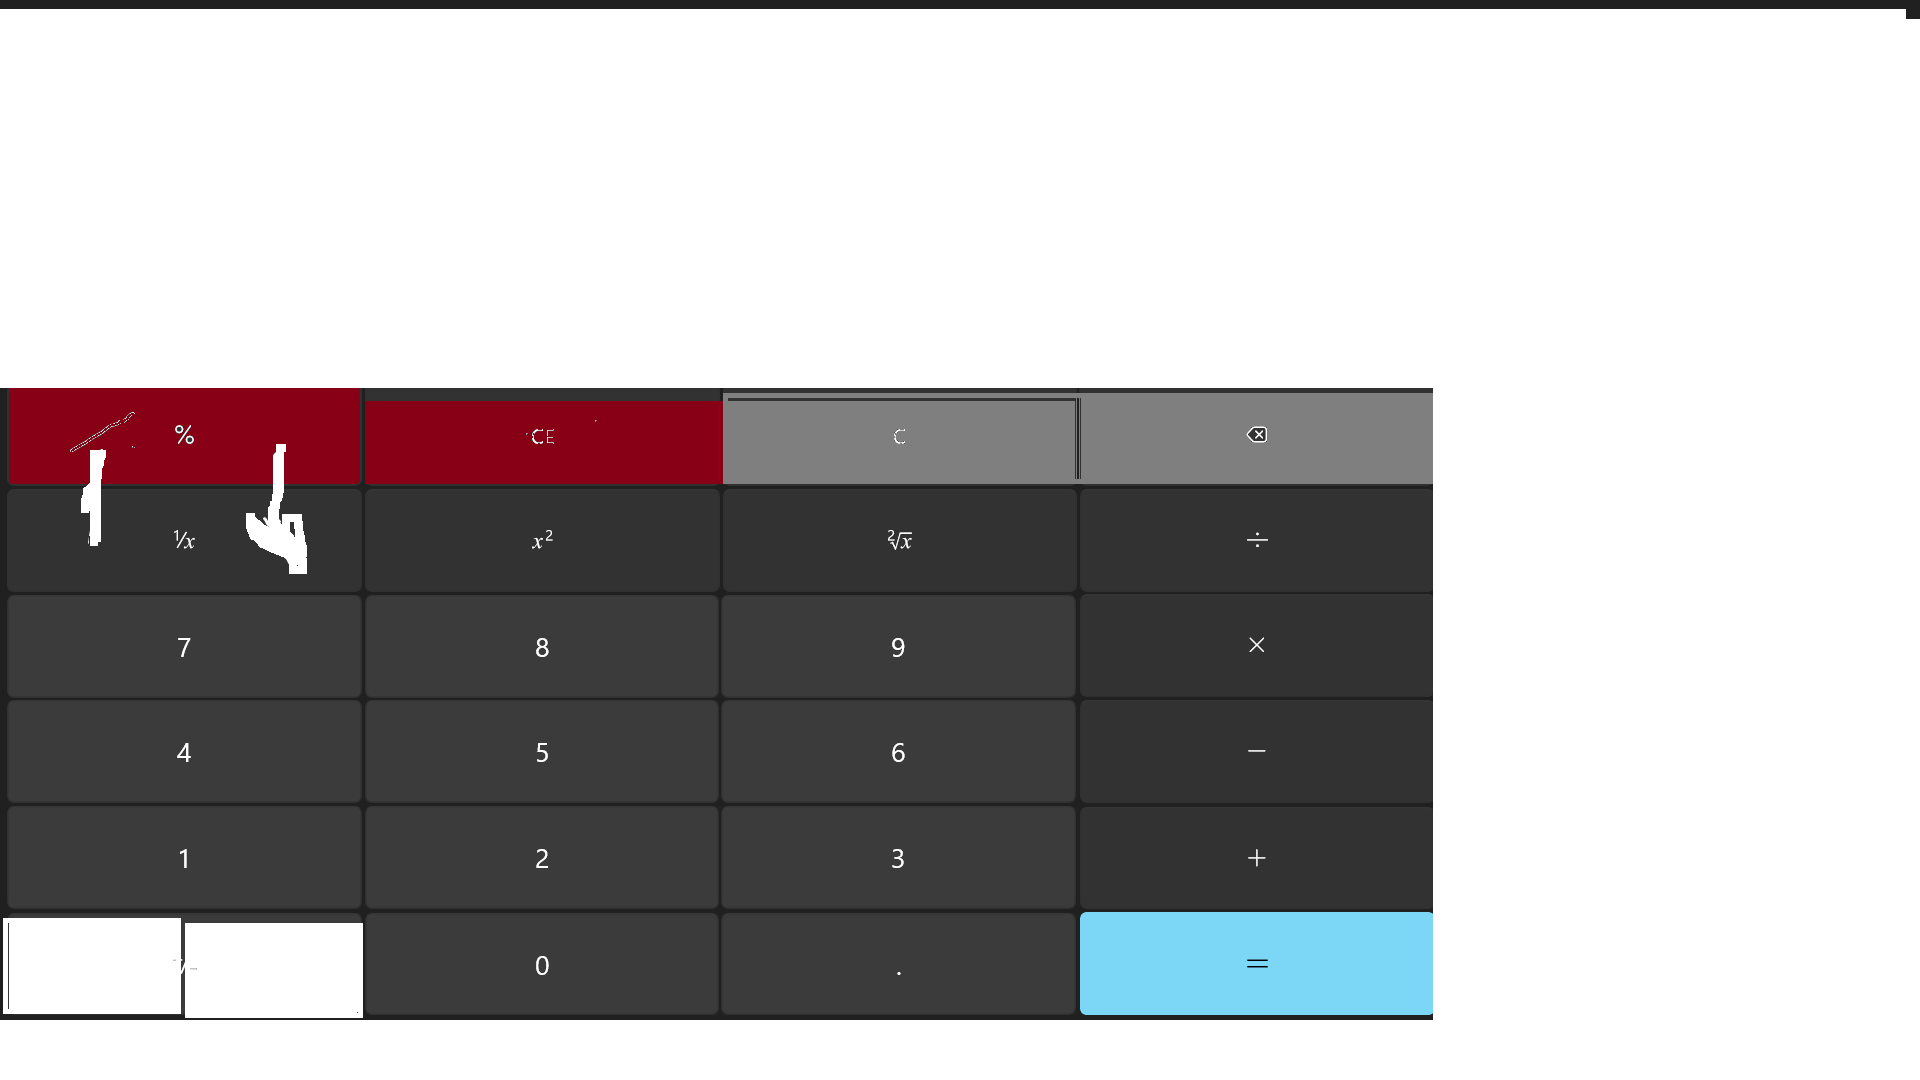 % CE C
¹/x x² ²√x ÷
7 8 9 ×
4 5 6 −
1 2 3 +
0 . =